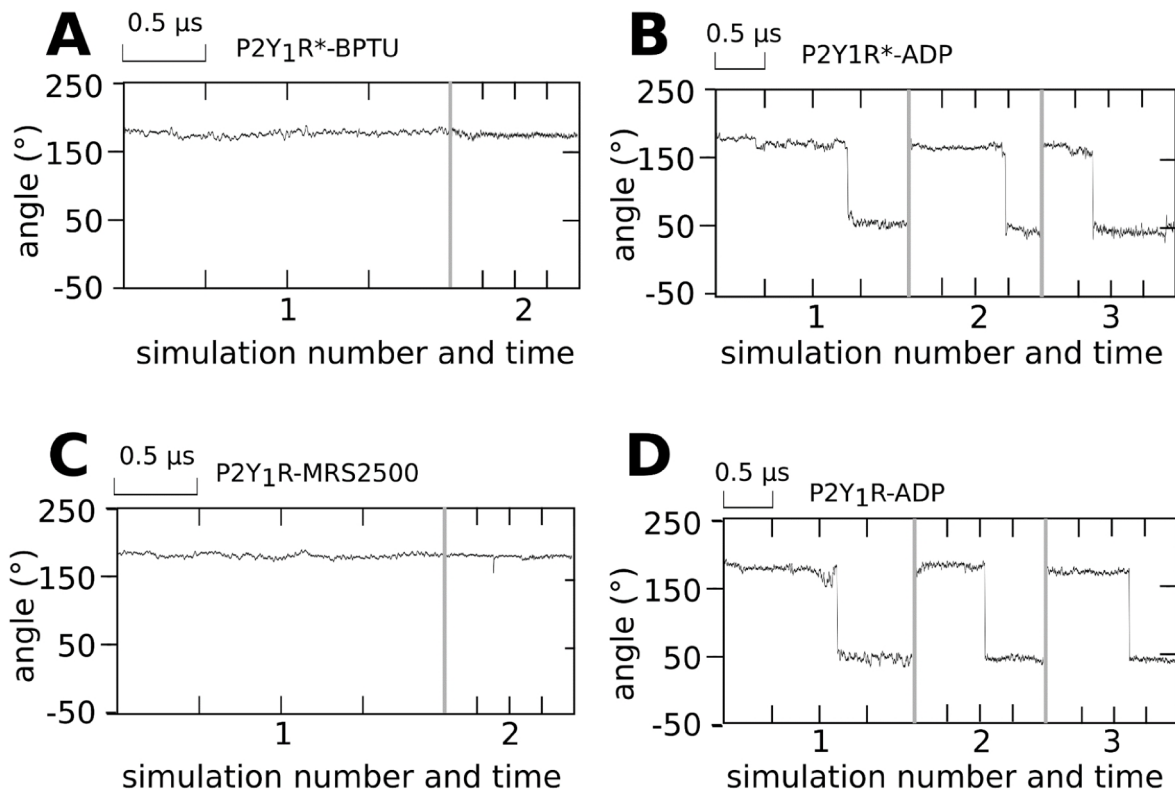 A
0.5 µs
P2Y1R*-BPTU
250
150
50
-50
angle (°)
1
2
simulation number and time
B
0.5 µs
P2Y1R*-ADP
250
150
50
-50
angle (°)
1
2
3
simulation number and time
C
0.5 µs
P2Y1R-MRS2500
250
150
50
-50
angle (°)
1
2
simulation number and time
D
0.5 µs
P2Y1R-ADP
250
150
50
-50
angle (°)
1
2
3
simulation number and time